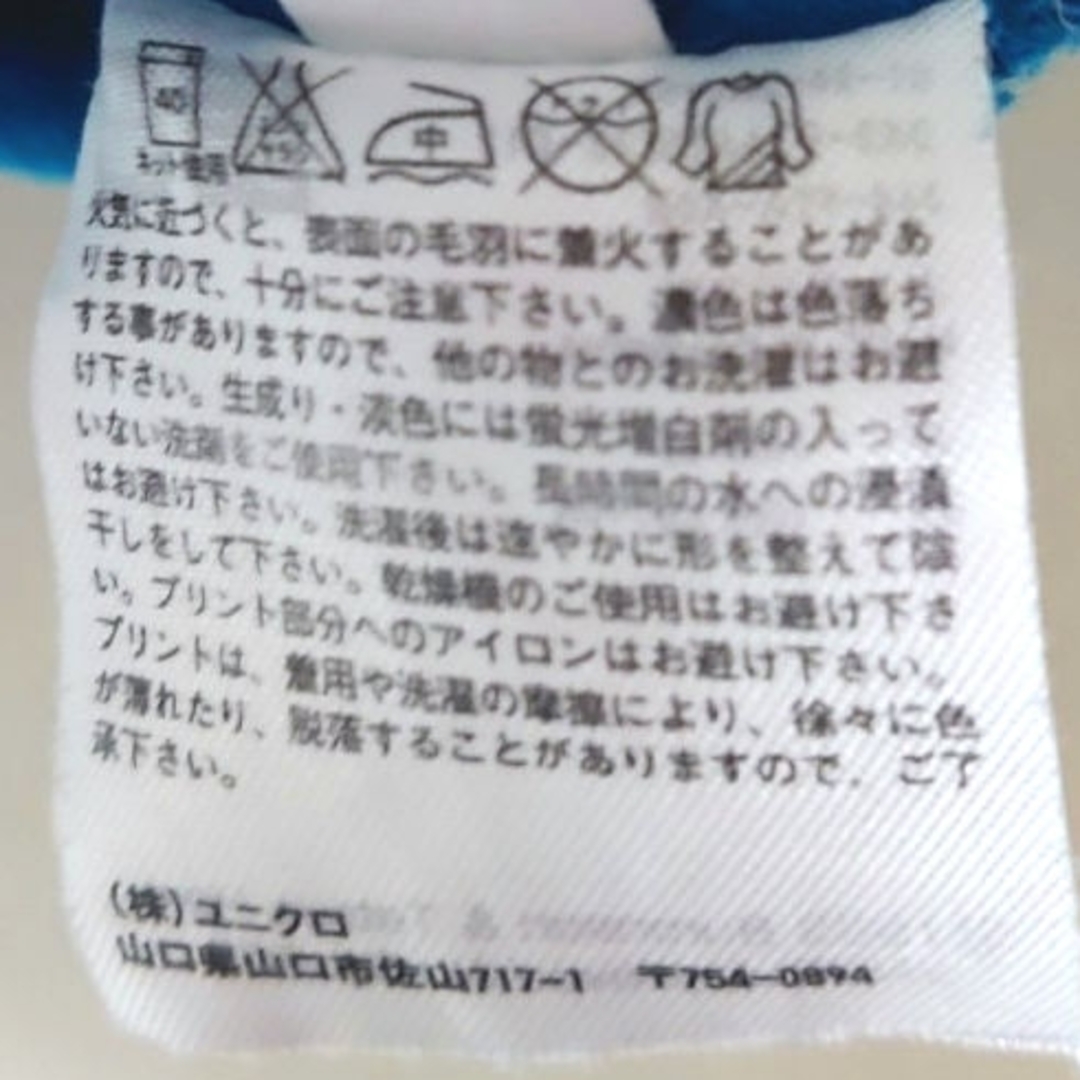 40
ネット使用
中
火気に近づくと、表面の毛羽に着火することがあ
りますので、十分にご注意下さい。濃色は色落ち
する事がありますので、他の物とのお洗濯はお避
け下さい。生成り・淡色には蛍光増白剤の入って
いない洗剤をご使用下さい。長時間の水への浸漬
はお避け下さい。洗濯後は速やかに形を整えて陰
干しをして下さい。乾燥機のご使用はお避け下さ
い。プリント部分へのアイロンはお避け下さい。
プリントは、着用や洗濯の摩擦により、徐々に色
が薄れたり、脱落することがありますので、ご了
承下さい。
(株)ユニクロ
山口県山口市佐山717-1 〒754-0894